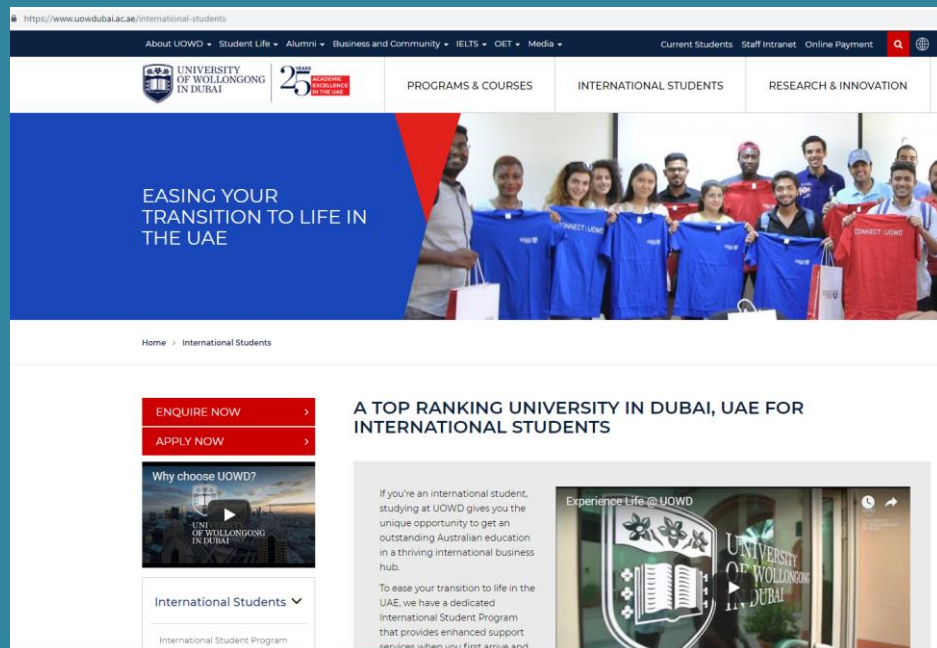 https://www.uowdubai.ac.ae/international-students
About UOWD Student Life Alumni Business and Community IELTS OET Media Current Students Staff Intranet Online Payment
UNIVERSITY
OF WOLLONGONG
IN DUBAI
25 YEARS
ACADEMIC
EXCELLENCE
IN THE UAE
PROGRAMS & COURSES INTERNATIONAL STUDENTS RESEARCH & INNOVATION
EASING YOUR
TRANSITION TO LIFE IN
THE UAE
CONNECT:UOWD
CONNECT:UOWD
Home > International Students
ENQUIRE NOW >
APPLY NOW >
Why choose UOWD?
UNIVERSITY
OF WOLLONGONG
IN DUBAI
International Students
International Student Program
A TOP RANKING UNIVERSITY IN DUBAI, UAE FOR
INTERNATIONAL STUDENTS
If you're an international student,
studying at UOWD gives you the
unique opportunity to get an
outstanding Australian education
in a thriving international business
hub.
To ease your transition to life in the
UAE, we have a dedicated
International Student Program
that provides enhanced support
services when you first arrive and
Experience Life @ UOWD
UNIVERSITY
OF WOLLONGONG
IN DUBAI